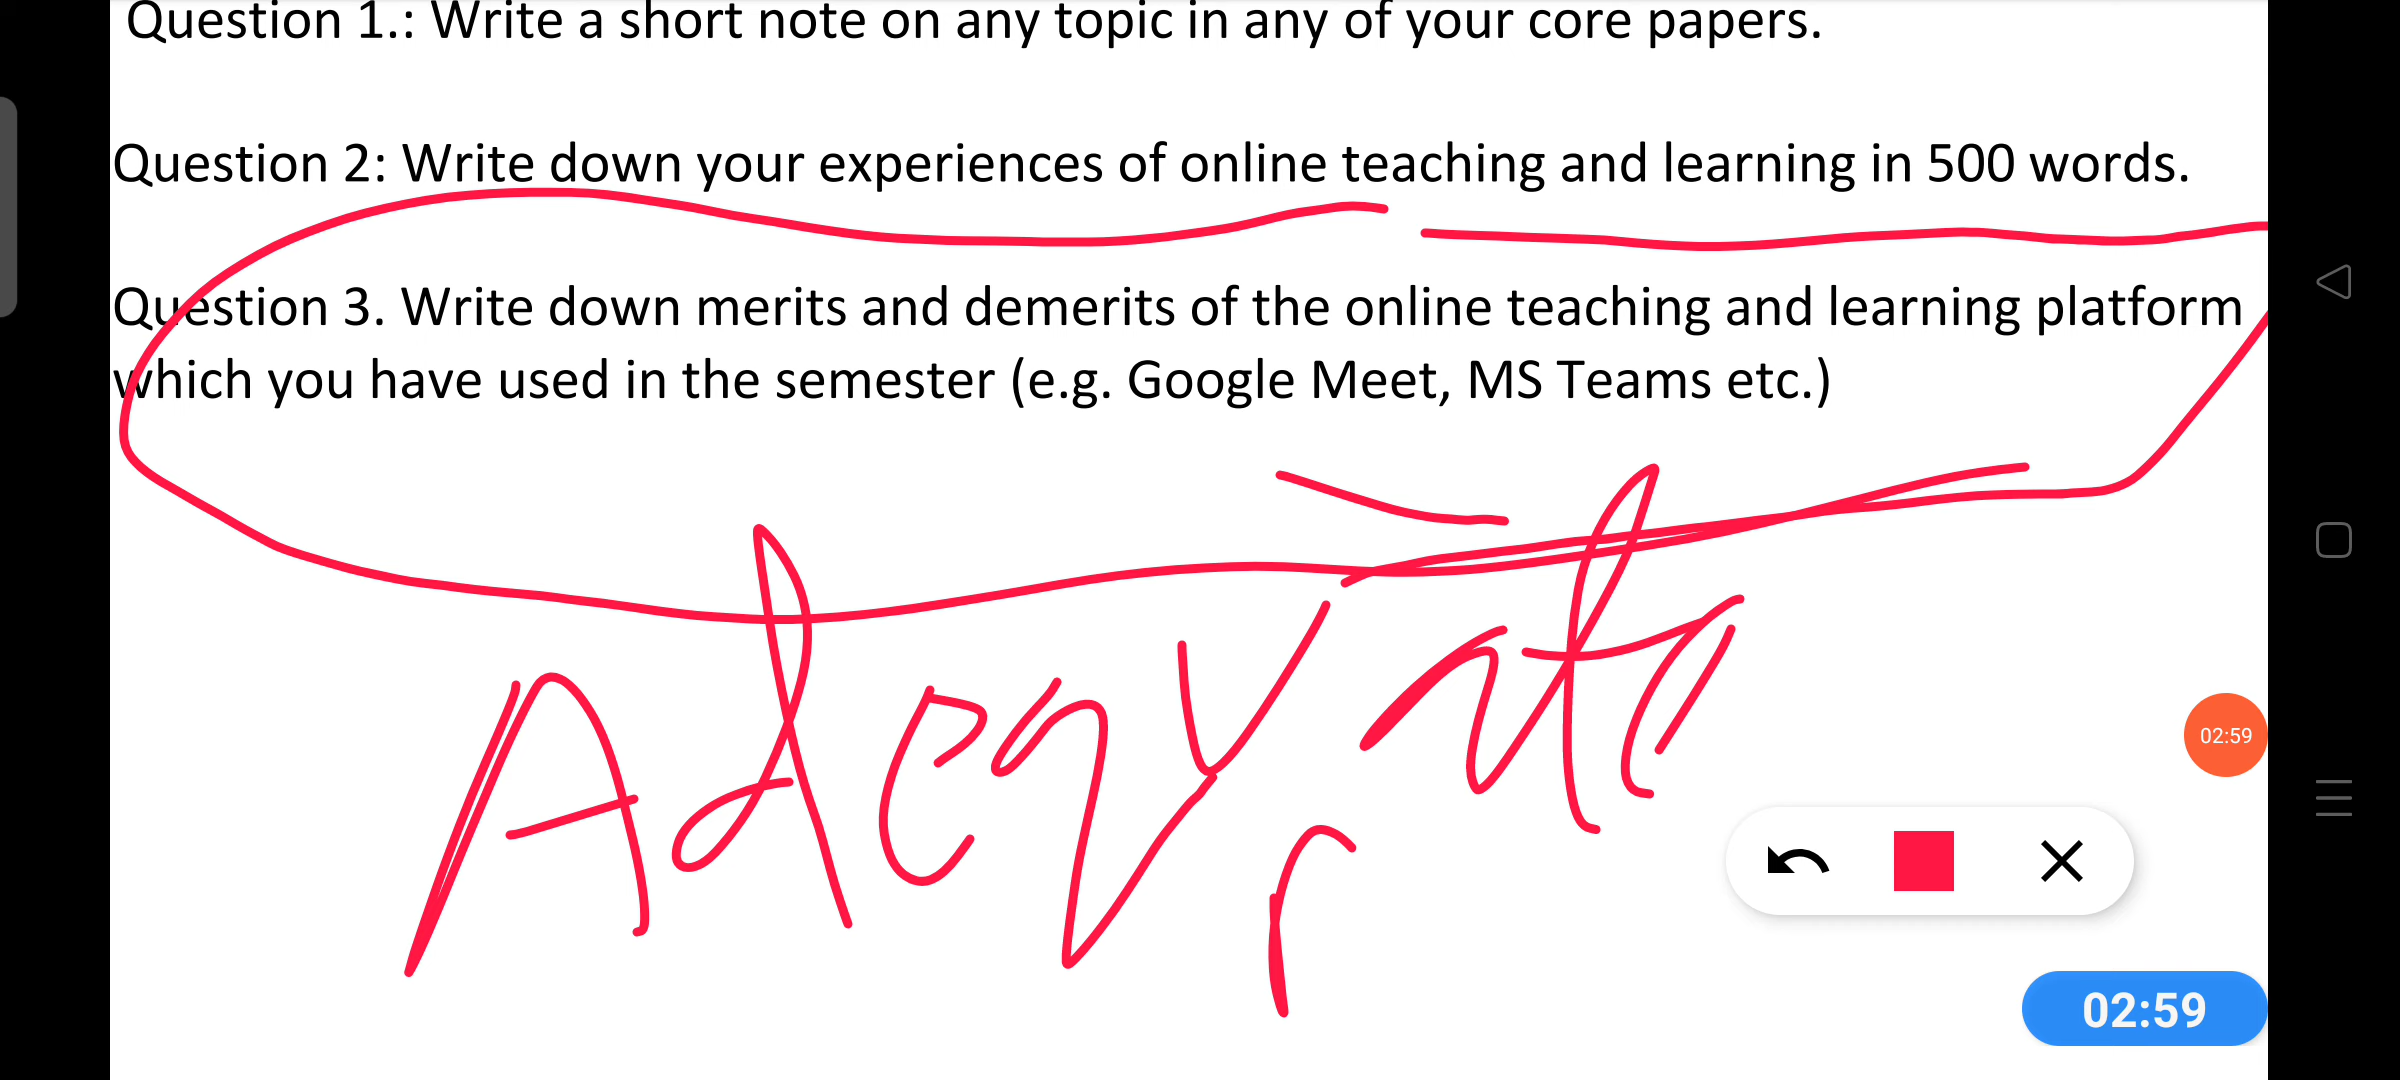 Question 1.: Write a short note on any topic in any of your core papers.
Question 2: Write down your experiences of online teaching and learning in 500 words.
Question 3. Write down merits and demerits of the online teaching and learning platform
which you have used in the semester (e.g. Google Meet, MS Teams etc.)
Adequate
r
02:59
02:59